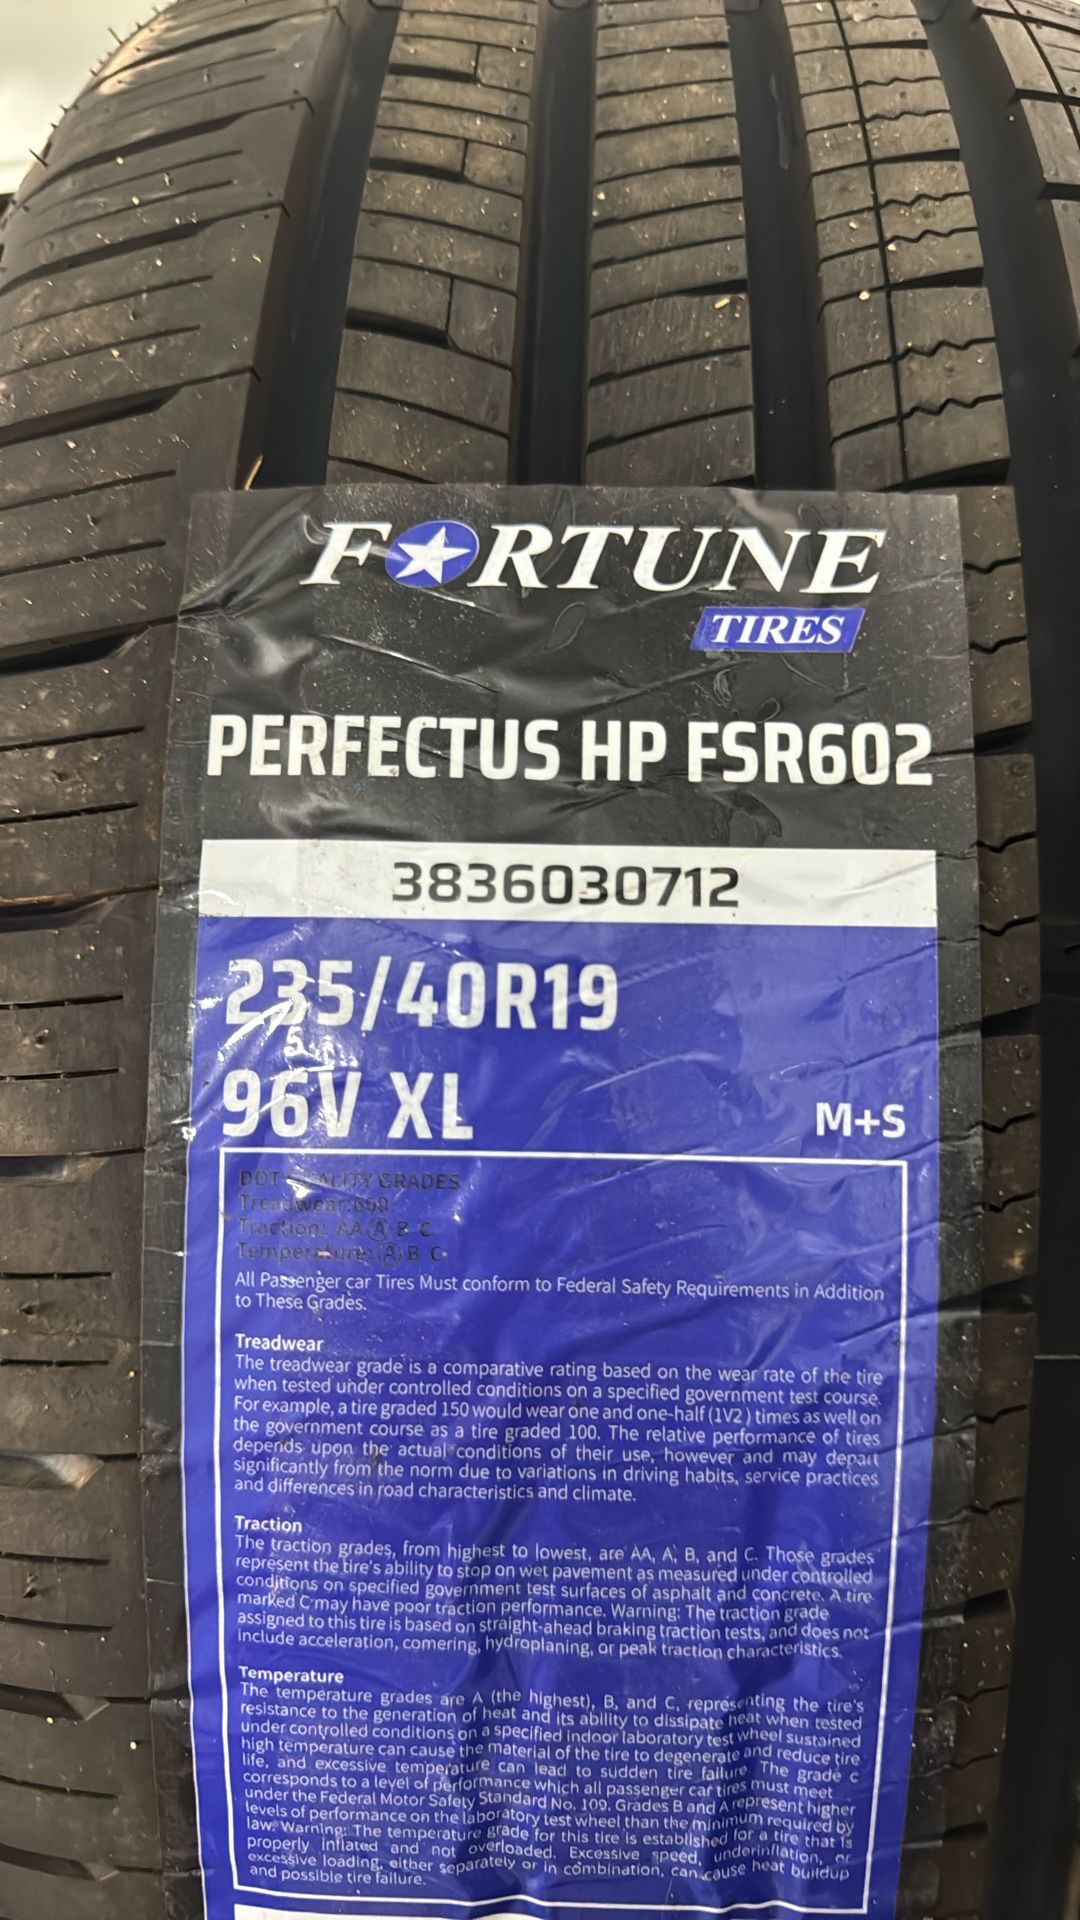 FORTUNE
TIRES
PERFECTUS HP FSR602
3836030712
235/40R19
96V XL
M+S
DOT QUALITY GRADES
Treadwear:
Traction: AA A B C
Temperature: A B C
All Passenger car Tires Must conform to Federal Safety Requirements in Addition
to These Grades.
Treadwear
The treadwear grade is a comparative rating based on the wear rate of the tire
when tested under controlled conditions on a specified government test course.
For example, a tire graded 150 would wear one and one-half (1V2) times as well on
the government course as a tire graded 100. The relative performance of tires
depends upon the actual conditions of their use, however and may depart
significantly from the norm due to variations in driving habits, service practices
and differences in road characteristics and climate.
Traction
The traction grades, from highest to lowest, are AA, A, B, and C. Those grades
represent the tire's ability to stop on wet pavement as measured under controlled
conditions on specified government test surfaces of asphalt and concrete. A tire
marked C may have poor traction performance. Warning: The traction grade
assigned to this tire is based on straight-ahead braking traction tests, and does not
include acceleration, comering, hydroplaning, or peak traction characteristics.
Temperature
The temperature grades are A (the highest), B, and C, representing the tire's
resistance to the generation of heat and its ability to dissipate heat when tested
under controlled conditions on a specified indoor laboratory test wheel sustained
high temperature can cause the material of the tire to degenerate and reduce tire
life, and excessive temperature can lead to sudden tire failure. The grade c
corresponds to a level of performance which all passenger car tires must meet
under the Federal Motor Safety Standard No. 109. Grades B and A represent higher
levels of performance on the laboratory test wheel than the minimum required by
law. Warning: The temperature grade for this tire is established for a tire that is
properly inflated and not overloaded. Excessive speed, underinflation, or
excessive loading, either separately or in combination, can cause heat buildup
and possible tire failure.